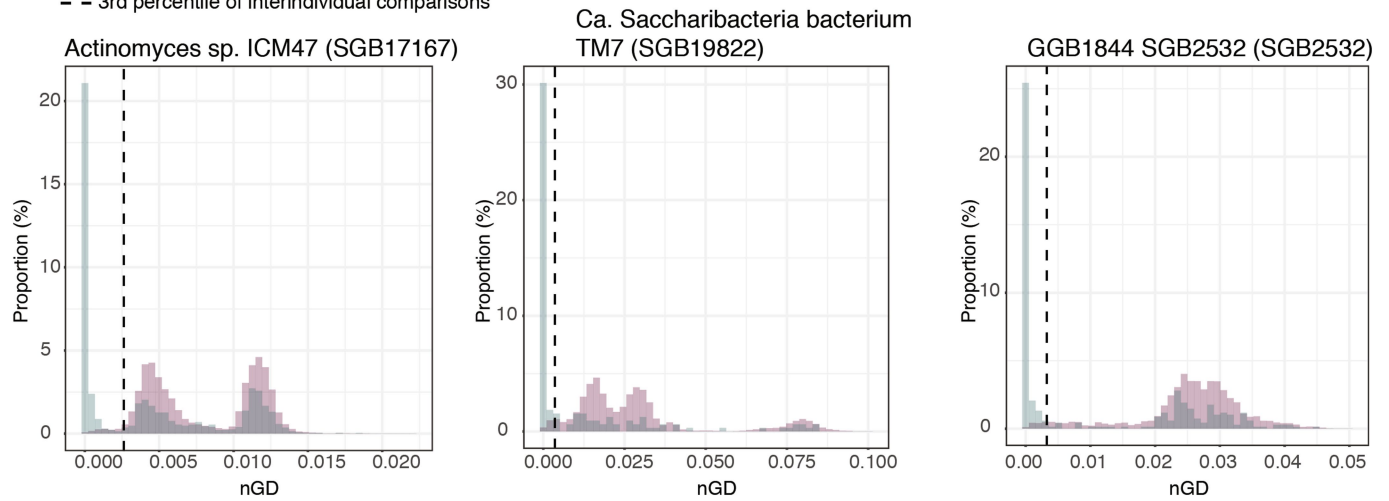 3rd percentile of interindividual comparisons
Actinomyces sp. ICM47 (SGB17167)
20
15
10
5
0
Proportion (%)
0.000 0.005 0.010 0.015 0.020
nGD
Ca. Saccharibacteria bacterium
TM7 (SGB19822)
30
20
10
0
Proportion (%)
0.000 0.025 0.050 0.075 0.100
nGD
GGB1844 SGB2532 (SGB2532)
20
10
0
Proportion (%)
0.00 0.01 0.02 0.03 0.04 0.05
nGD